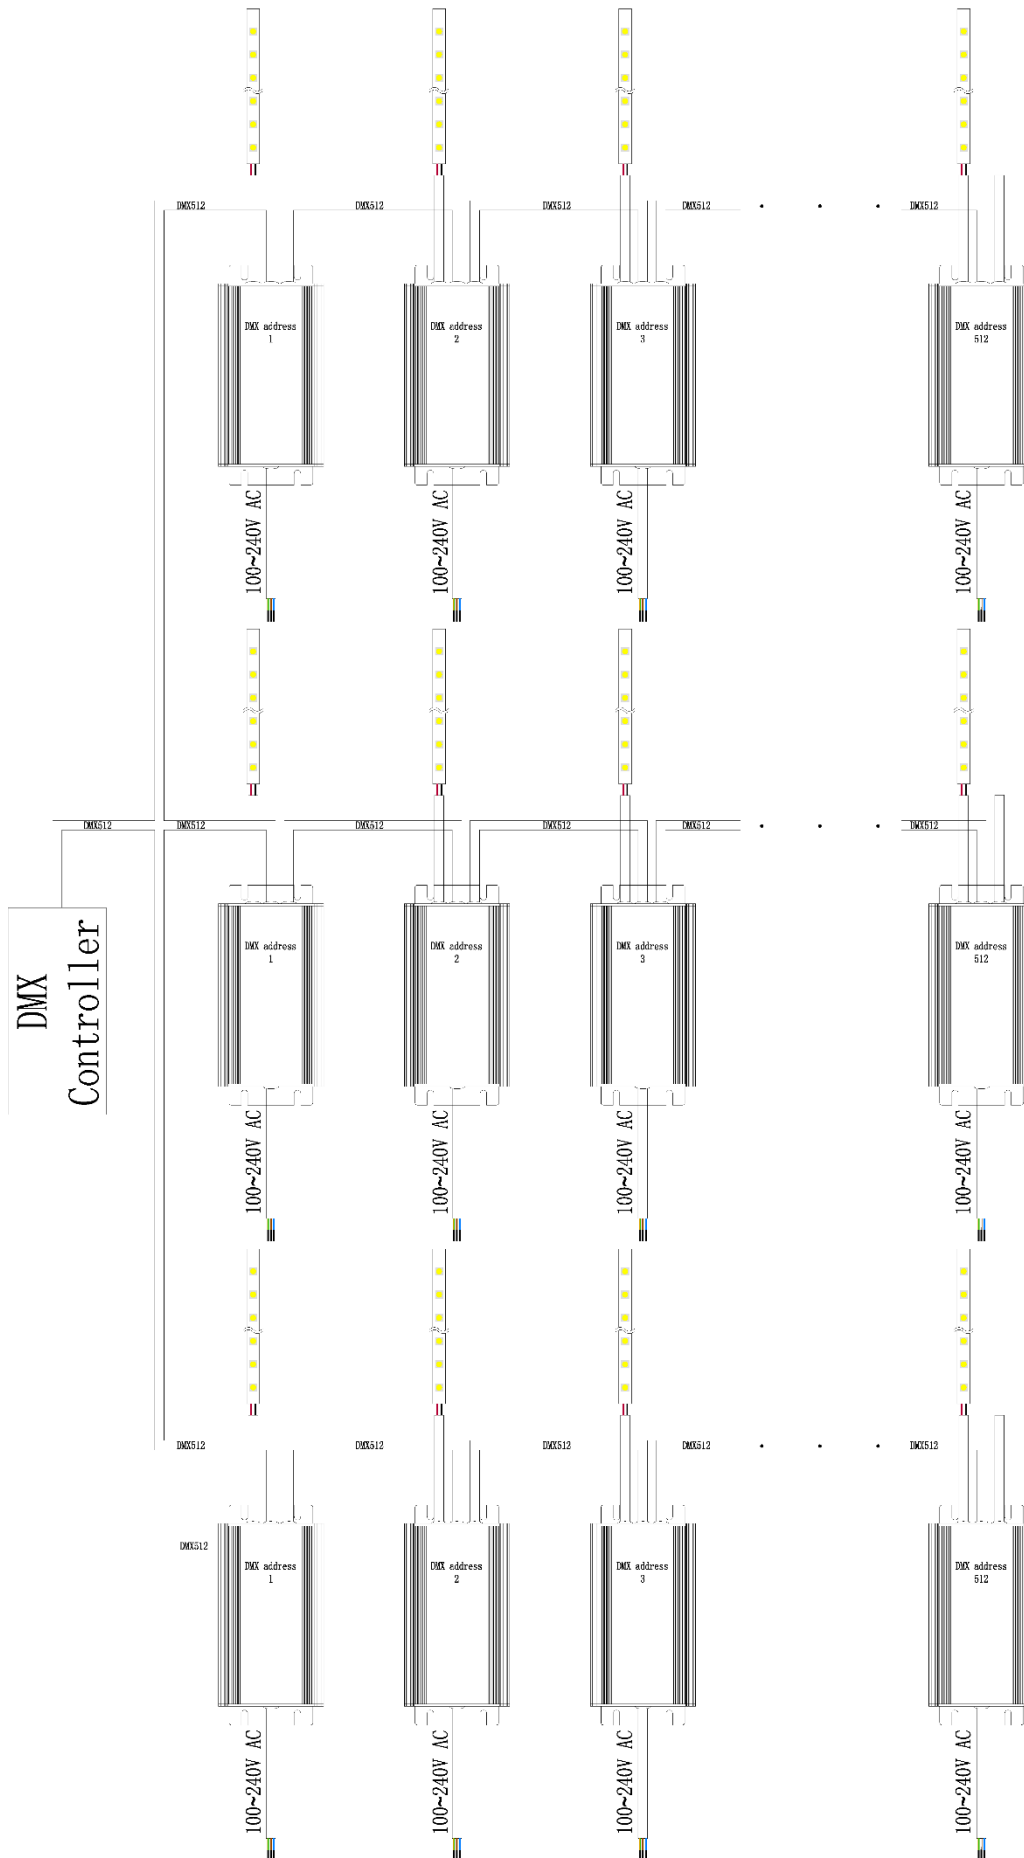 DMX512 DMX512 DMX512 DMX512 DMX512
DMX address DMX address DMX address DMX address
1 2 3 512
100~240V AC 100~240V AC 100~240V AC 100~240V AC
DMX512 DMX512 DMX512 DMX512 DMX512 DMX512
DMX
Controller
DMX address DMX address DMX address DMX address
1 2 3 512
100~240V AC 100~240V AC 100~240V AC 100~240V AC
DMX512 DMX512 DMX512 DMX512 DMX512
DMX512
DMX address DMX address DMX address DMX address
1 2 3 512
100~240V AC 100~240V AC 100~240V AC 100~240V AC